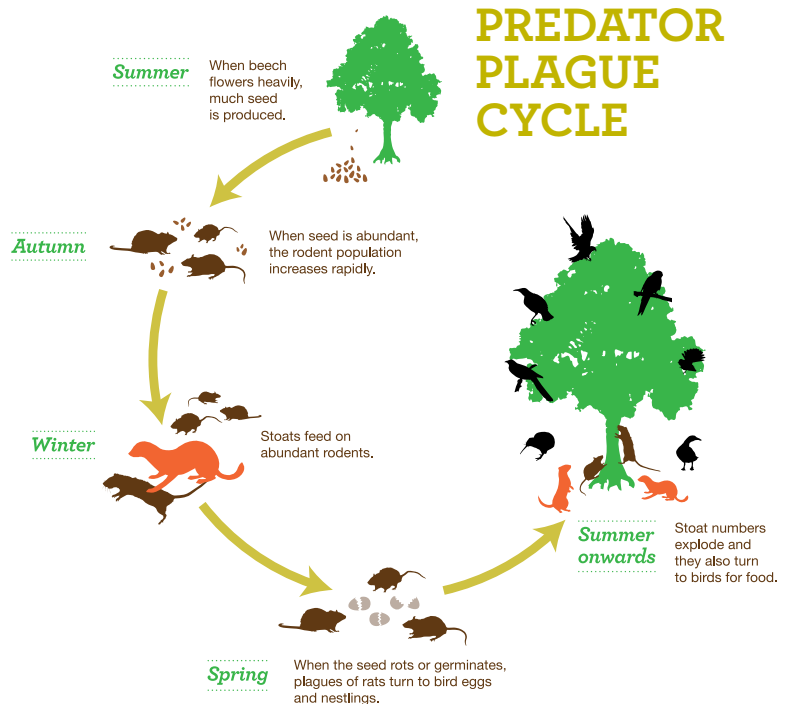 PREDATOR
PLAGUE
CYCLE
Summer
When beech
flowers heavily,
much seed
is produced.
Autumn
When seed is abundant,
the rodent population
increases rapidly.
Winter
Stoats feed on
abundant rodents.
Spring
When the seed rots or germinates,
plagues of rats turn to bird eggs
and nestlings.
Summer
onwards
Stoat numbers
explode and
they also turn
to birds for food.